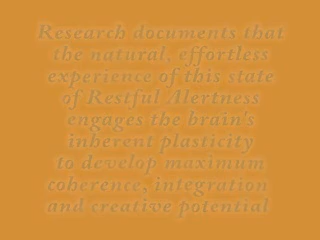 Research documents that
the natural, effortless
experience of this state
of Restful Alertness
engages the brain's
inherent plasticity
to develop maximum
coherence, integration
and creative potential